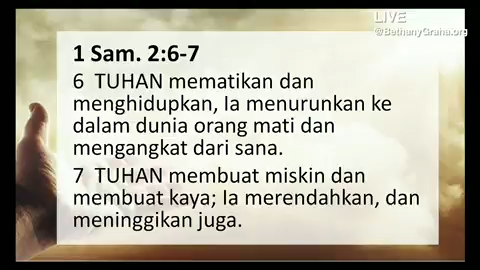 LIVE
@BethanyGraha.org
1 Sam. 2:6-7
6 TUHAN mematikan dan
menghidupkan, Ia menurunkan ke
dalam dunia orang mati dan
mengangkat dari sana.
7 TUHAN membuat miskin dan
membuat kaya; Ia merendahkan, dan
meninggikan juga.